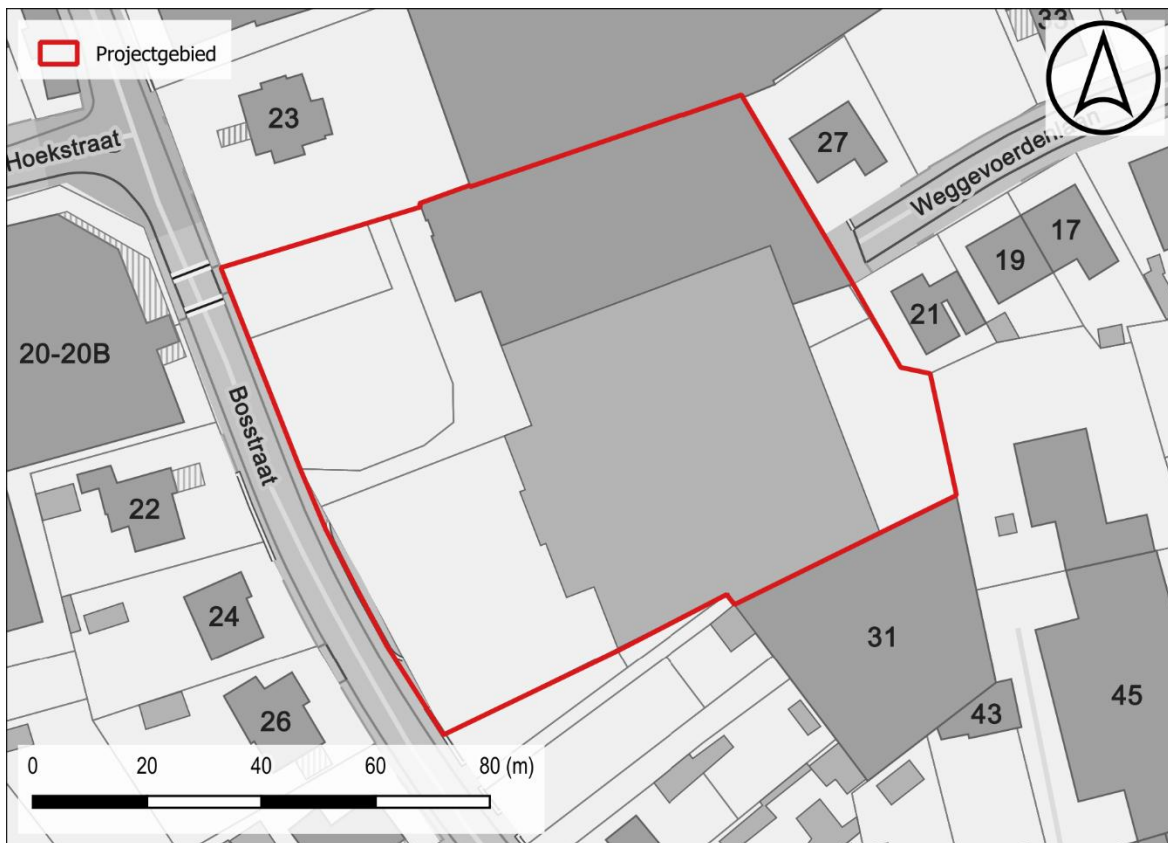 Projectgebied
33
23
27
Hoekstraat
Weggevoerdenlaan
17
19
21
20-20B
Bosstraat
22
24
31
26
43
45
0 20 40 60 80 (m)